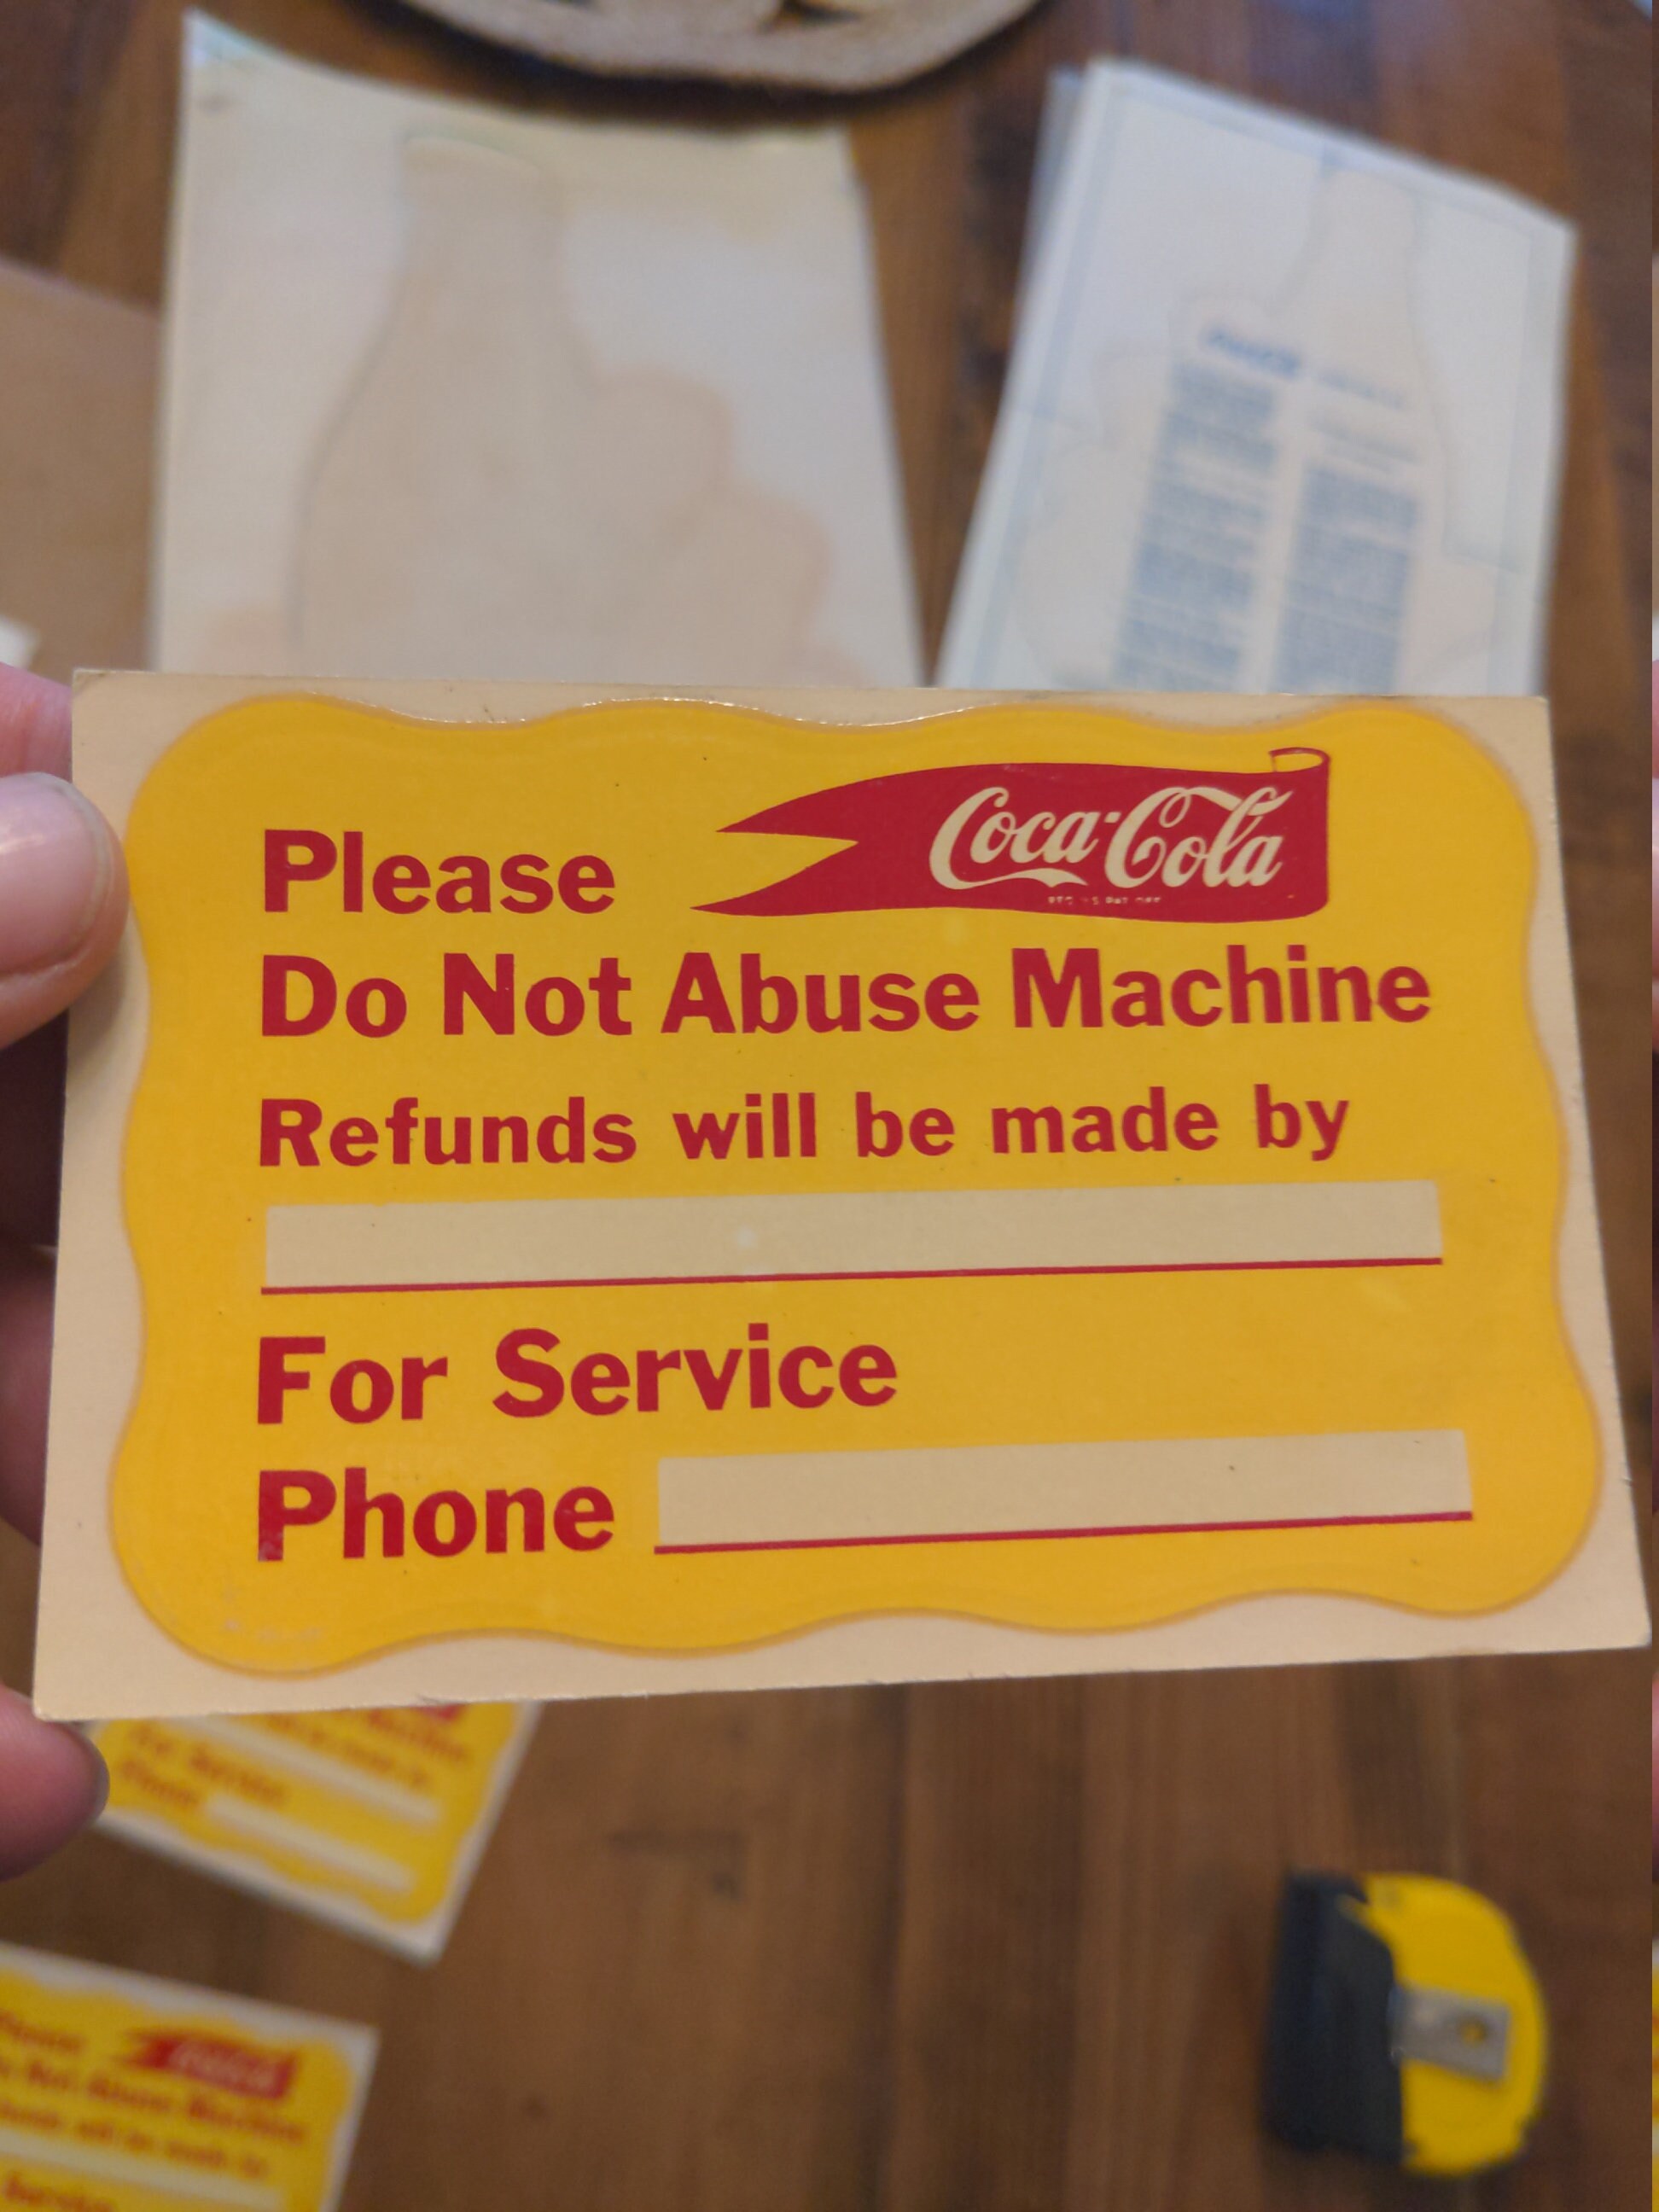 Please Coca-Cola
Do Not Abuse Machine
Refunds will be made by
For Service
Phone